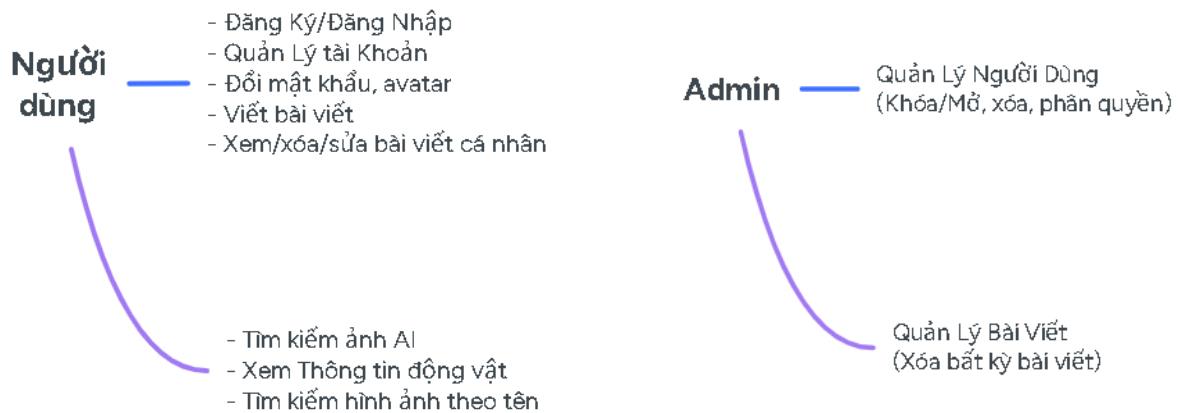 Người
dùng
- Đăng Ký/Đăng Nhập
- Quản Lý tài Khoản
- Đổi mật khẩu, avatar
- Viết bài viết
- Xem/xóa/sửa bài viết cá nhân
- Tìm kiếm ảnh AI
- Xem Thông tin động vật
- Tìm kiếm hình ảnh theo tên
Admin
Quản Lý Người Dùng
(Khóa/Mở, xóa, phân quyền)
Quản Lý Bài Viết
(Xóa bất kỳ bài viết)